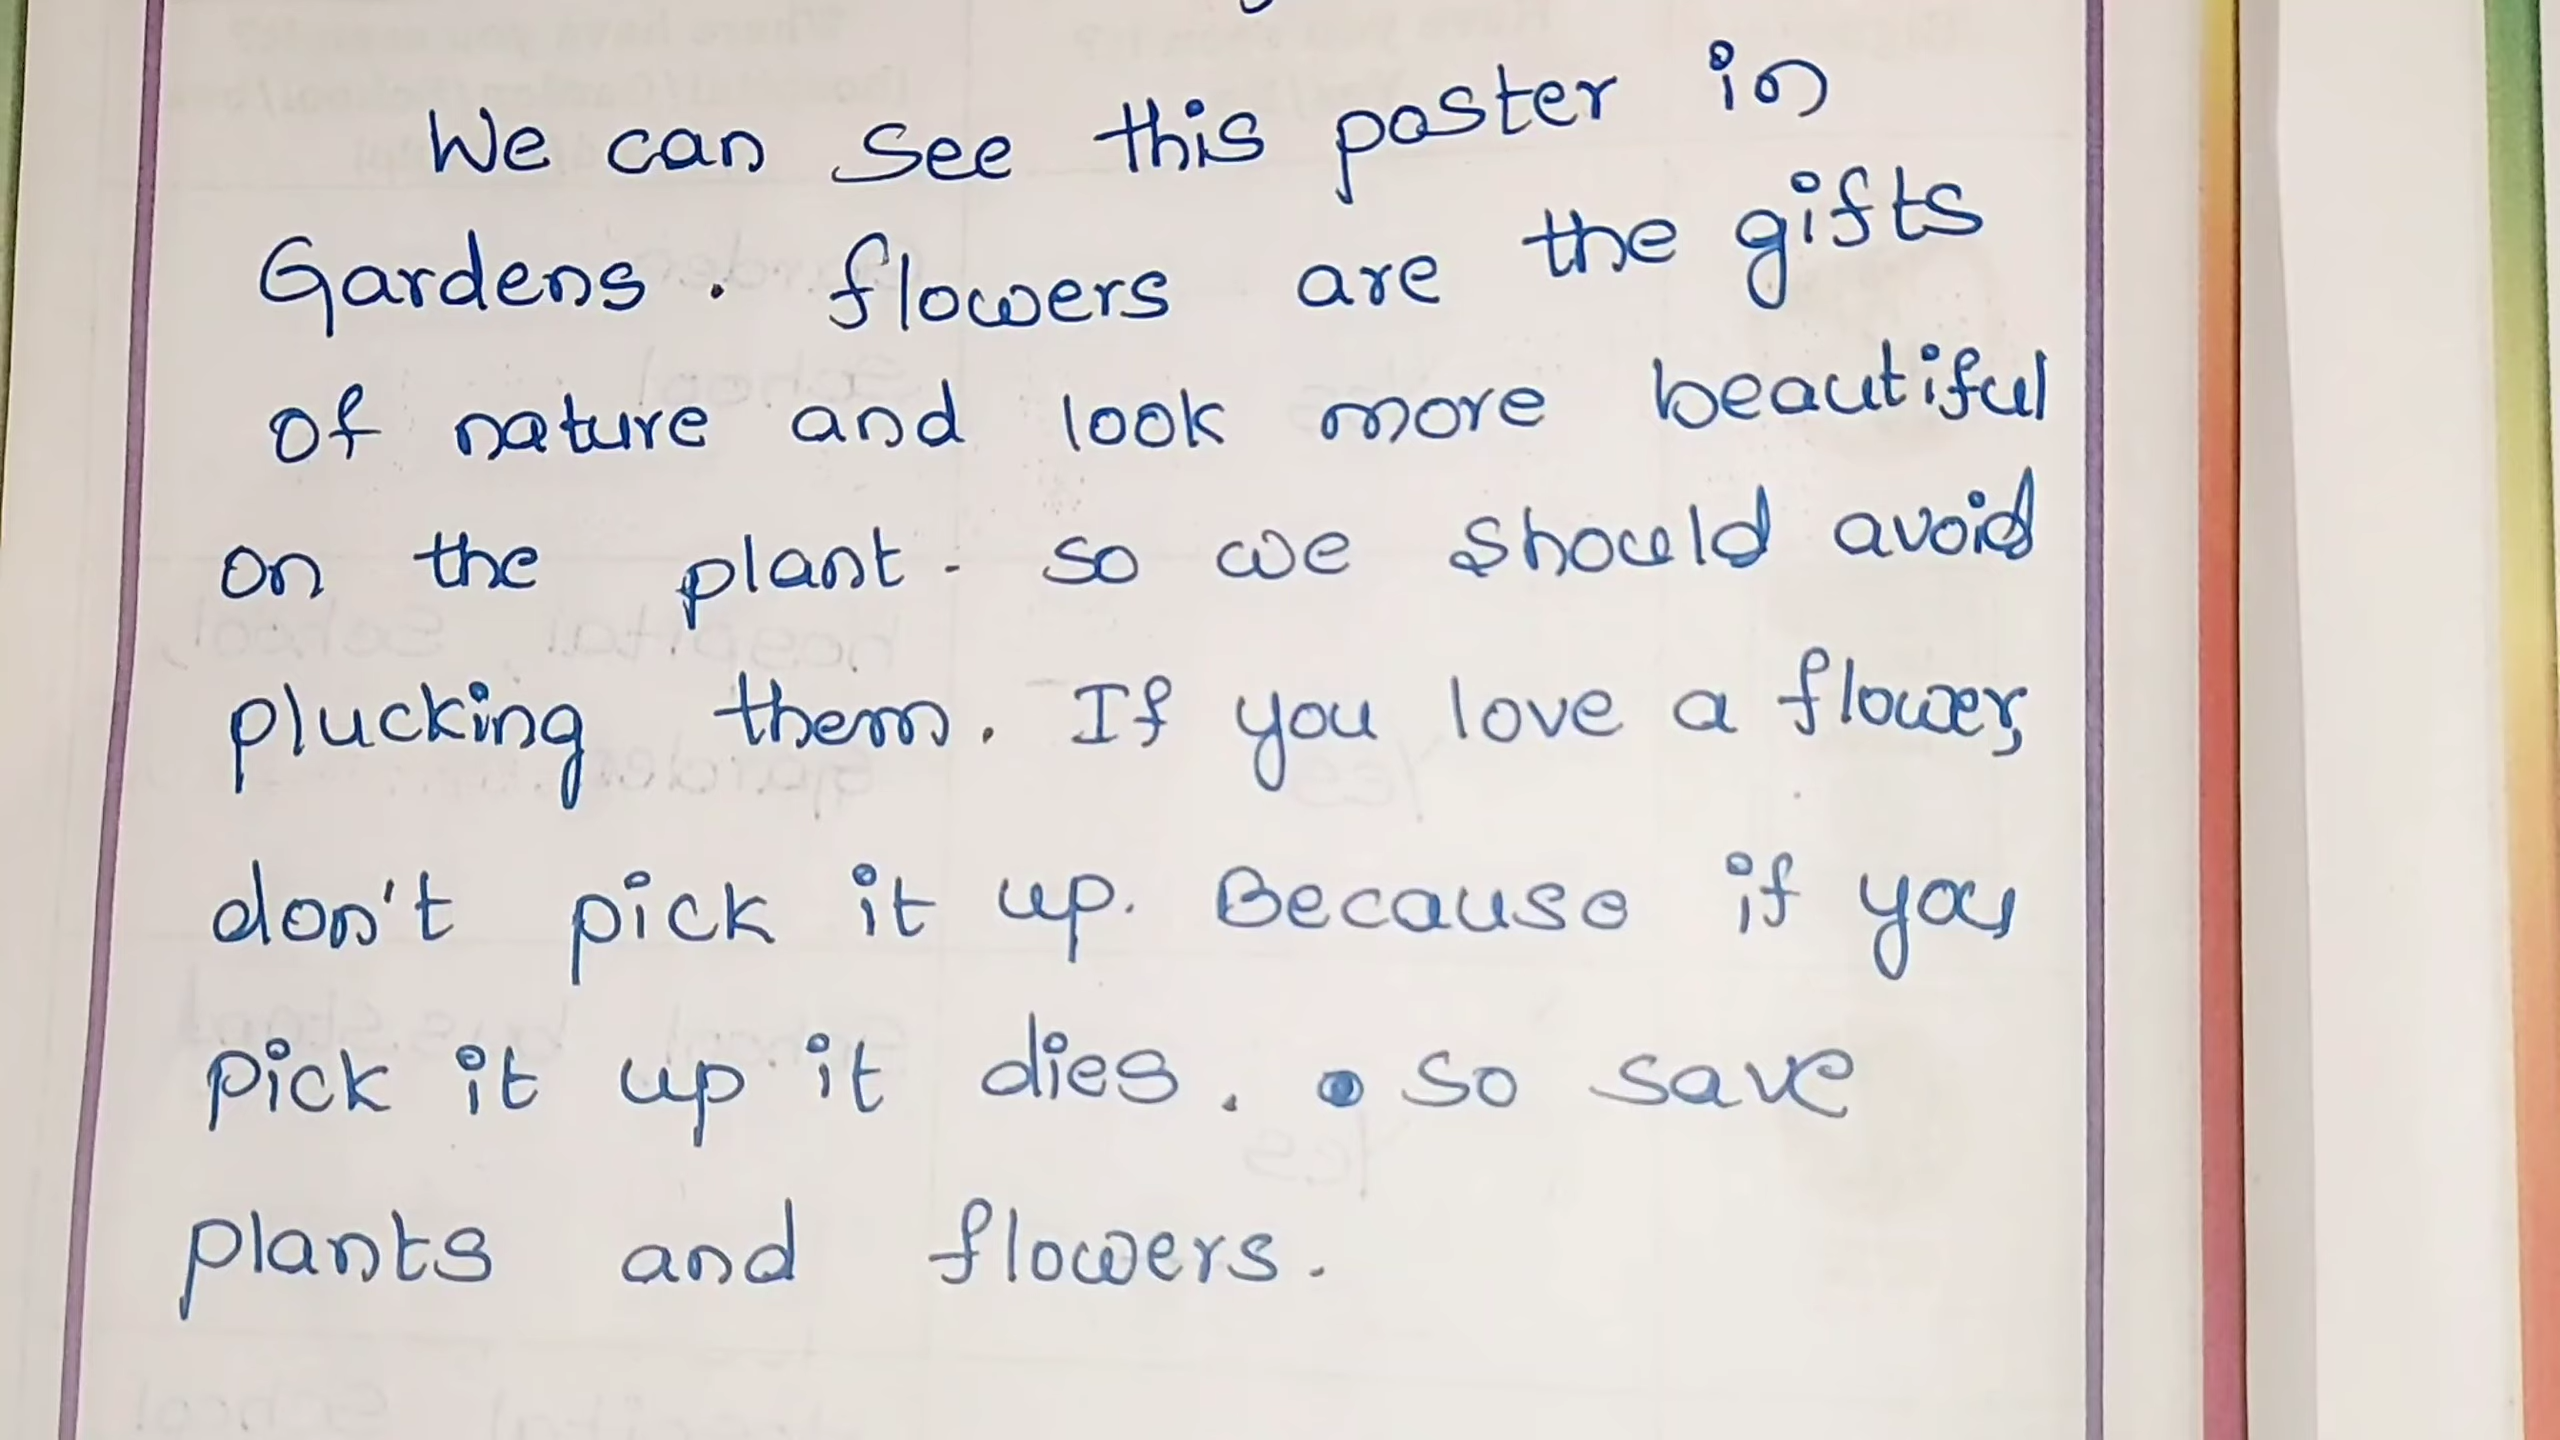 We can see this poster in
Gardens. flowers are the gifts
of nature and look more beautiful
on the plant. so we should avoid
plucking them. If you love a flower,
don't pick it up. Because if you
pick it up it dies. so save
plants and flowers.